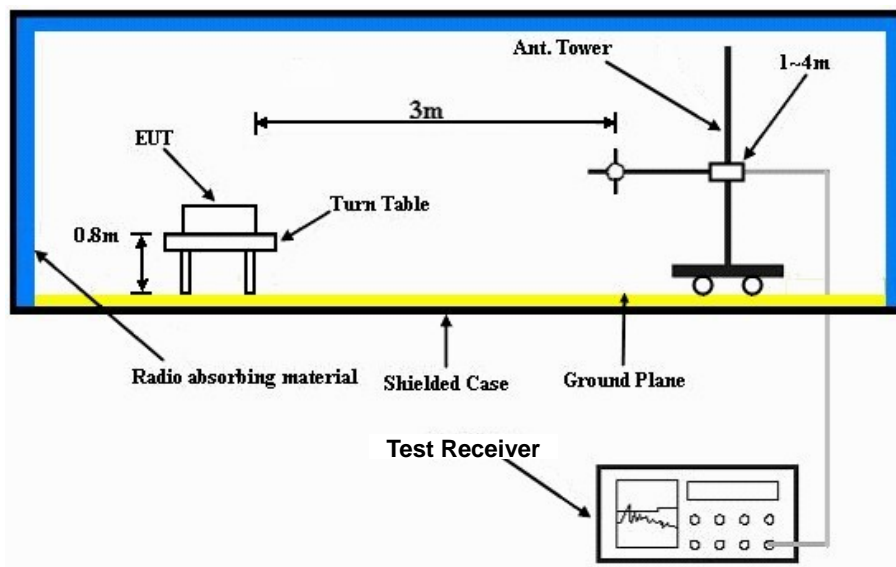 Ant. Tower
1~4m
3m
EUT
Turn Table
0.8m
Radio absorbing material
Shielded Case
Ground Plane
Test Receiver